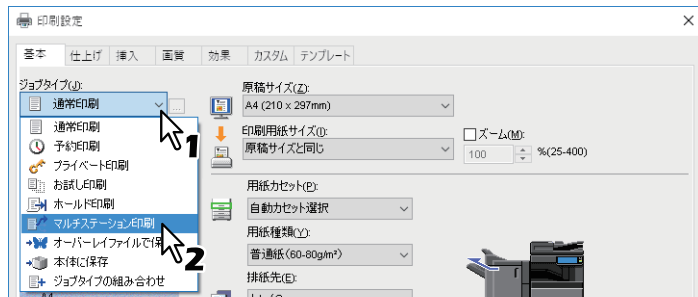 印刷設定
基本 仕上げ 挿入 画質 効果 カスタム テンプレート
ジョブタイプ(J):
通常印刷
...
通常印刷
予約印刷
プライベート印刷
お試し印刷
ホールド印刷
マルチステーション印刷
オーバーレイファイルで保
本体に保存
ジョブタイプの組み合わせ
1
2
原稿サイズ(Z):
A4 (210 x 297mm)
印刷用紙サイズ(I):
原稿サイズと同じ
ズーム(M):
100 %(25-400)
用紙カセット(P):
自動カセット選択
用紙種類(Y):
普通紙(60-80g/m²)
排紙先(E):